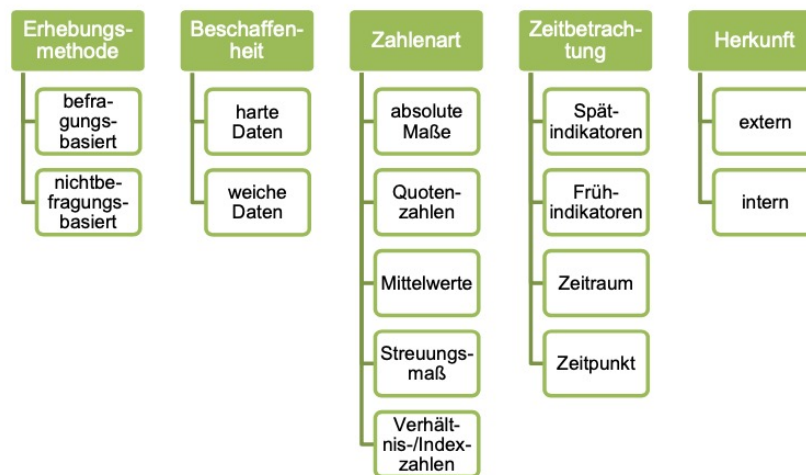 Erhebungs-
methode
befra-
gungs-
basiert
nichtbe-
fragungs-
basiert
Beschaffen-
heit
harte
Daten
weiche
Daten
Zahlenart
absolute
Maße
Quoten-
zahlen
Mittelwerte
Streuungs-
maß
Verhält-
nis-/Index-
zahlen
Zeitbetrach-
tung
Spät-
indikatoren
Früh-
indikatoren
Zeitraum
Zeitpunkt
Herkunft
extern
intern